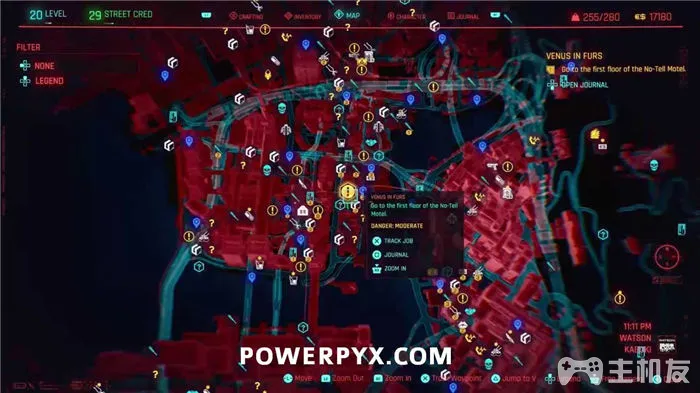 20 LEVEL
29 STREET CRED
CRAFTING
INVENTORY
MAP
CHARACTER
JOURNAL
255/280
€$ 17180
FILTER
NONE
LEGEND
VENUS IN FURS
Go to the first floor of the No-Tell Motel.
OPEN JOURNAL
VENUS IN FURS
Go to the first floor of the No-Tell
Motel.
DANGER: MODERATE
TRACK JOB
JOURNAL
ZOOM IN
11:11 PM
WATSON
POWERPYX.COM
Move
Zoom Out
Zoom In
Jump to V
主机友